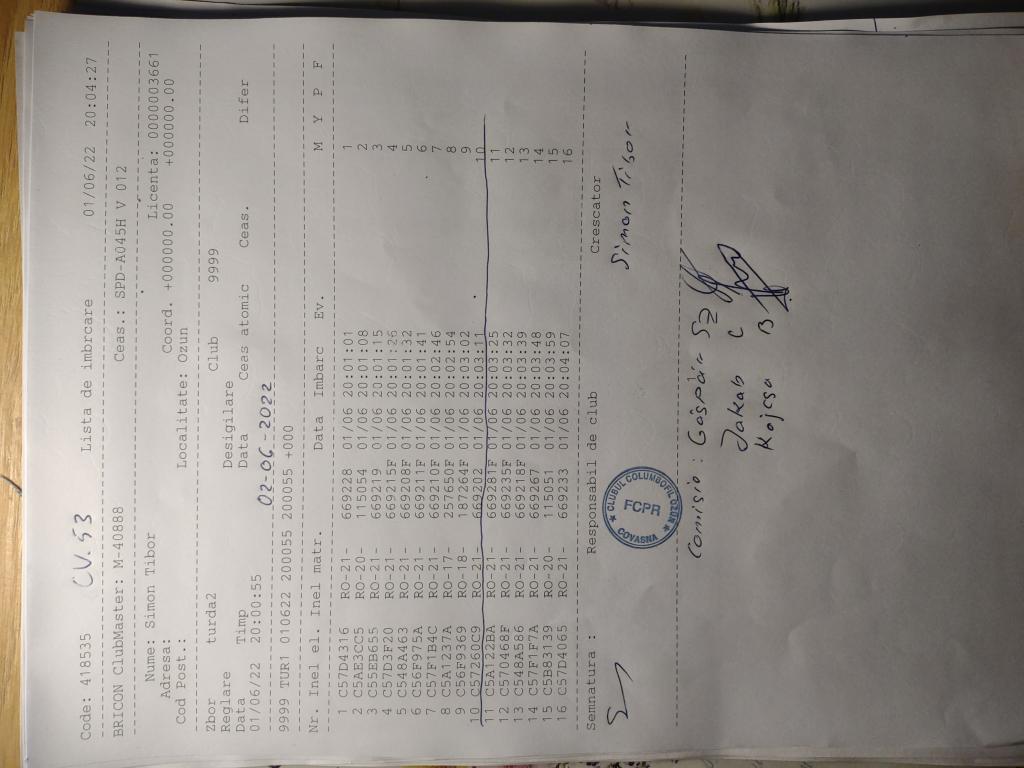 Code: 418535 CV.53 Lista de imbrcare 01/06/22 20:04:27
BRICON ClubMaster: M-40888 Ceas.: SPD-A045H V 012
Nume: Simon Tibor Licenta: 0000003661
Adresa: Coord. +000000.00 +000000.00
Cod Post.: Localitate: Ozun
Zbor turda2 Club 9999
Reglare Desigilare
Data Timp Data Ceas atomic Ceas. Difer
01/06/22 20:00:55 02-06-2022
9999 TUR1 010622 200055 200055 +000
Nr. Inel el. Inel matr. Data Imbarc Ev. M Y P F
1 C57D4316 RO-21- 669228 01/06 20:01:01 1
2 C5AE3CC5 RO-20- 115054 01/06 20:01:08 2
3 C55EB655 RO-21- 669219 01/06 20:01:15 3
4 C57D3F20 RO-21- 669215F 01/06 20:01:26 4
5 C548A463 RO-21- 669208F 01/06 20:01:32 5
6 C56F975A RO-21- 669211F 01/06 20:01:41 6
7 C57F1B4C RO-21- 669210F 01/06 20:02:46 7
8 C5A1237A RO-17- 257650F 01/06 20:02:54 8
9 C56F9369 RO-18- 187264F 01/06 20:03:02 9
10 C57260C9 RO-21- 669202 01/06 20:03:11 10
11 C5A122BA RO-21- 669281F 01/06 20:03:25 11
12 C570468F RO-21- 669235F 01/06 20:03:32 12
13 C548A586 RO-21- 669218F 01/06 20:03:39 13
14 C57F1F7A RO-21- 669267 01/06 20:03:48 14
15 C5B83139 RO-20- 115051 01/06 20:03:59 15
16 C57D4065 RO-21- 669233 01/06 20:04:07 16
Semnatura : Responsabil de club Crescator
Simon Tibor
CLUBUL COLUMBOFIL OZUN
FCPR
COVASNA
Comisio : Gáspár Sz
Jakab C
Kajcsa B